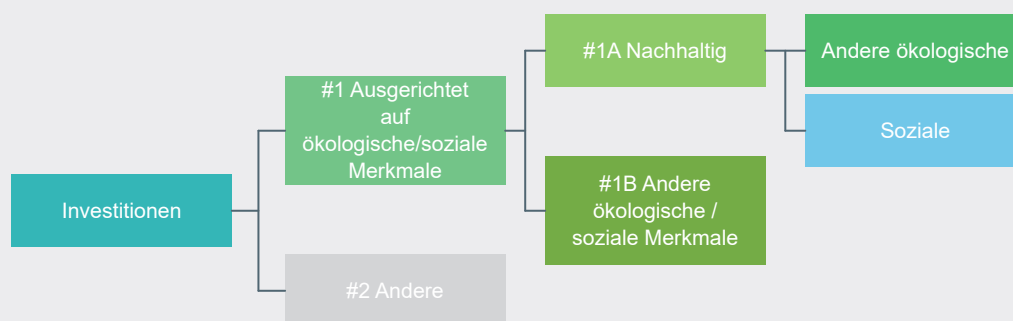 Investitionen
#1 Ausgerichtet
auf
ökologische/soziale
Merkmale
#2 Andere
#1A Nachhaltig
#1B Andere
ökologische /
soziale Merkmale
Andere ökologische
Soziale